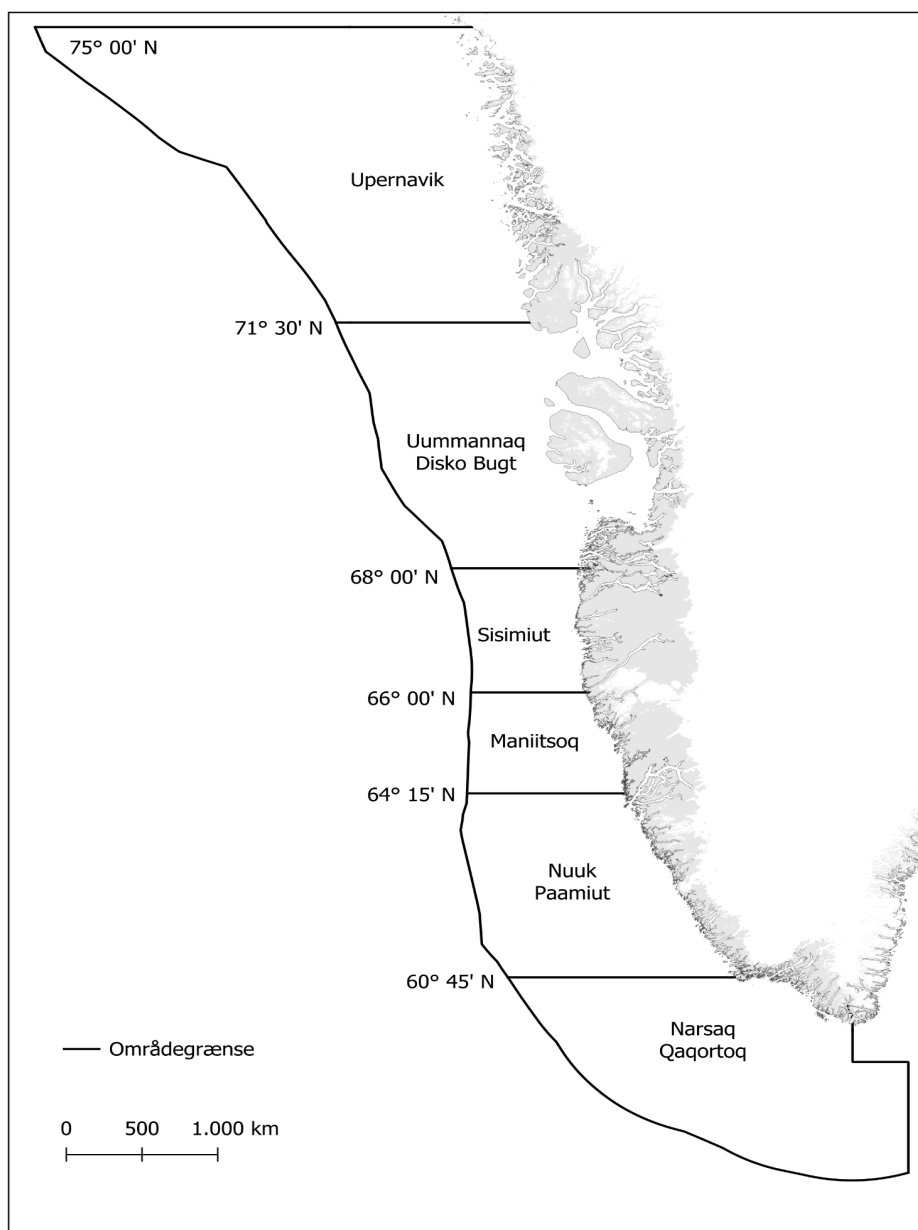 75° 00' N
Upernavik
71° 30' N
Uummannaq
Disko Bugt
68° 00' N
Sisimiut
66° 00' N
Maniitsoq
64° 15' N
Nuuk
Paamiut
60° 45' N
Narsaq
Qaqortoq
Områdegrænse
0 500 1.000 km